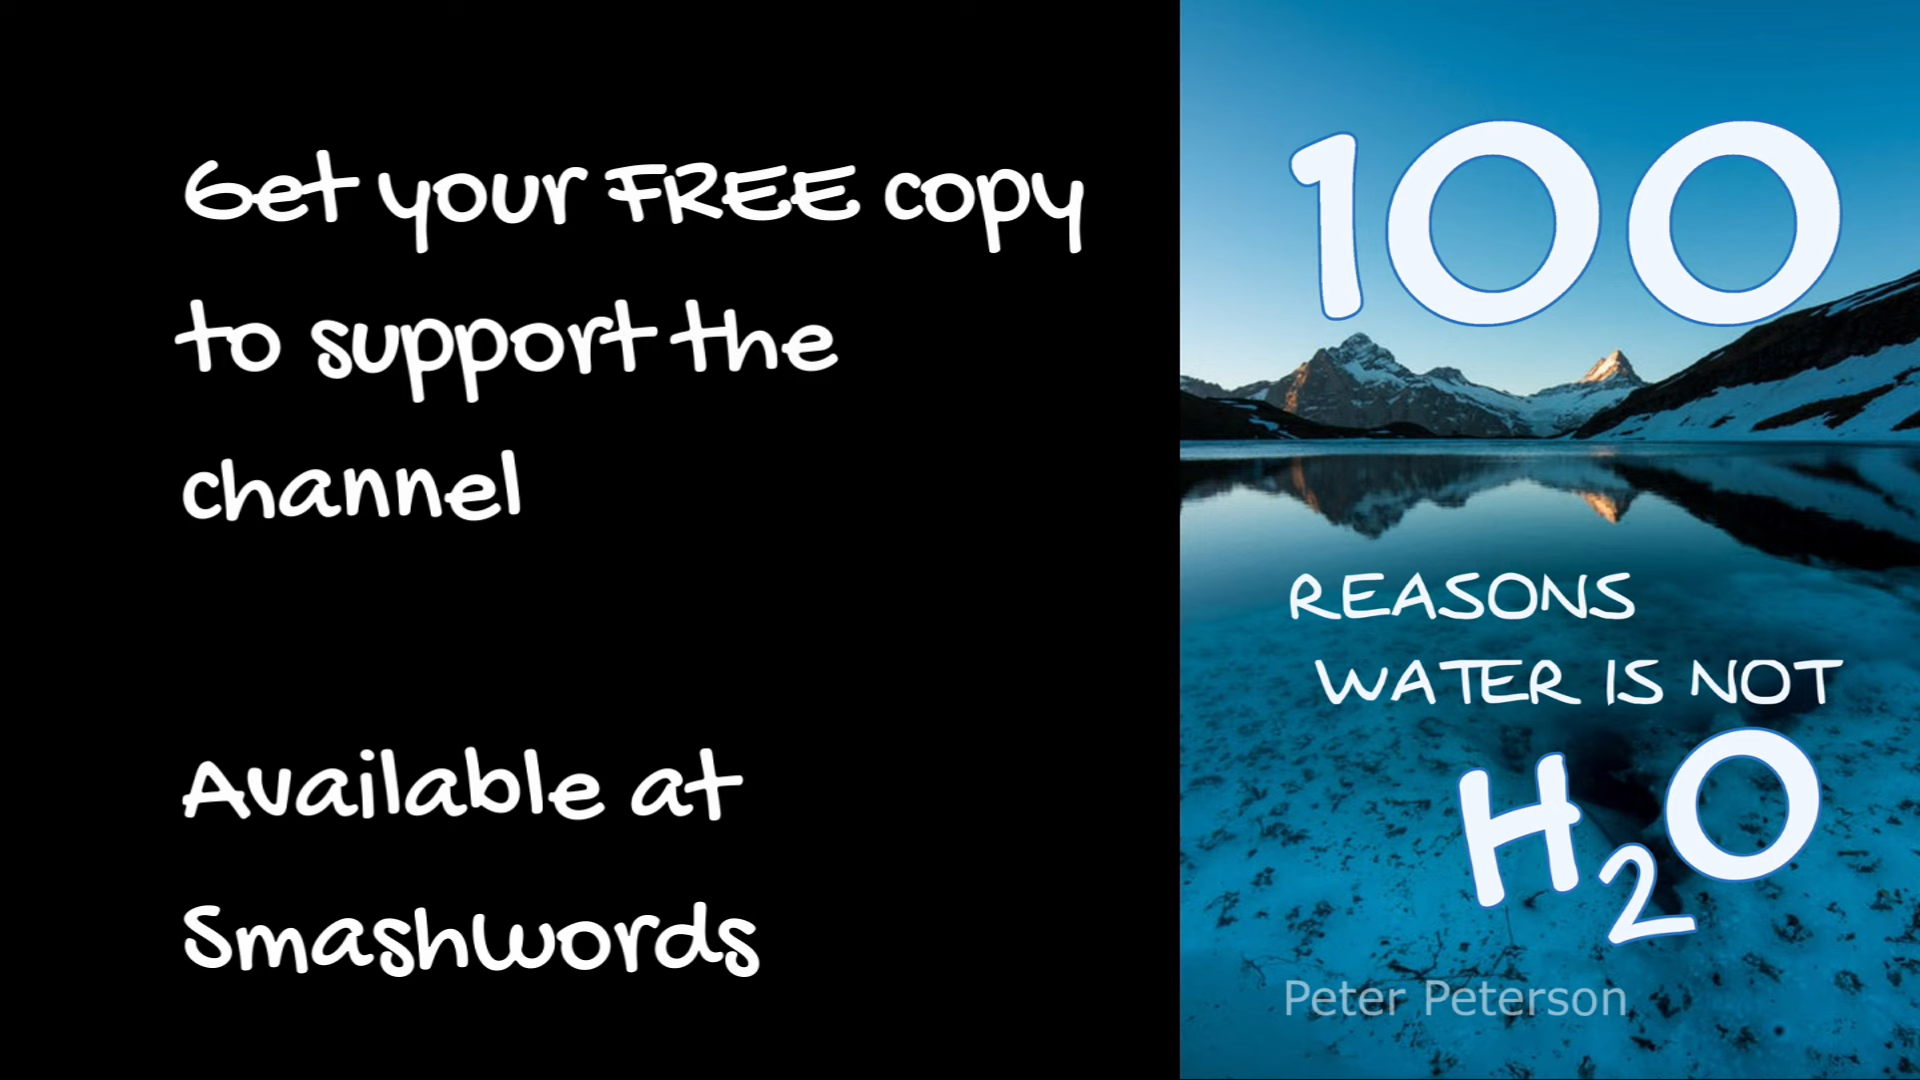 Get your FREE copy
to support the
channel
Available at
Smashwords
100
REASONS
WATER IS NOT
H2O
Peter Peterson